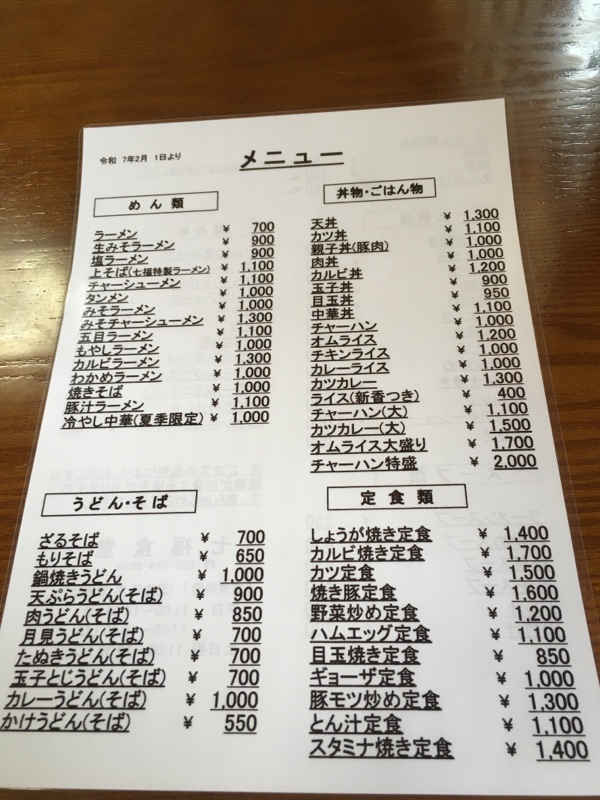 令和 7年2月 1日より
メニュー
めん類
ラーメン ¥ 700
生みそラーメン ¥ 900
塩ラーメン ¥ 900
上そば(七福特製ラーメン) ¥ 1,100
チャーシューメン ¥ 1,100
タンメン ¥ 1,000
みそラーメン ¥ 1,000
みそチャーシューメン ¥ 1,300
五目ラーメン ¥ 1,100
もやしラーメン ¥ 1,000
カルビラーメン ¥ 1,300
わかめラーメン ¥ 1,000
焼きそば ¥ 1,000
豚汁ラーメン ¥ 1,100
冷やし中華(夏季限定) ¥ 1,000
丼物・ごはん物
天丼 ¥ 1,300
カツ丼 ¥ 1,100
親子丼(豚肉) ¥ 1,000
肉丼 ¥ 1,000
カルビ丼 ¥ 1,200
玉子丼 ¥ 900
目玉丼 ¥ 950
中華丼 ¥ 1,100
チャーハン ¥ 1,000
オムライス ¥ 1,200
チキンライス ¥ 1,000
カレーライス ¥ 1,000
カツカレー ¥ 1,300
ライス(新香つき) ¥ 400
チャーハン(大) ¥ 1,100
カツカレー(大) ¥ 1,500
オムライス大盛り ¥ 1,700
チャーハン特盛 ¥ 2,000
うどん・そば
ざるそば ¥ 700
もりそば ¥ 650
鍋焼きうどん ¥ 1,000
天ぷらうどん(そば) ¥ 900
肉うどん(そば) ¥ 850
月見うどん(そば) ¥ 700
たぬきうどん(そば) ¥ 700
玉子とじうどん(そば) ¥ 700
カレーうどん(そば) ¥ 1,000
かけうどん(そば) ¥ 550
定食類
しょうが焼き定食 ¥ 1,400
カルビ焼き定食 ¥ 1,700
カツ定食 ¥ 1,500
焼き豚定食 ¥ 1,600
野菜炒め定食 ¥ 1,200
ハムエッグ定食 ¥ 1,100
目玉焼き定食 ¥ 850
ギョーザ定食 ¥ 1,000
豚モツ炒め定食 ¥ 1,300
とん汁定食 ¥ 1,100
スタミナ焼き定食 ¥ 1,400